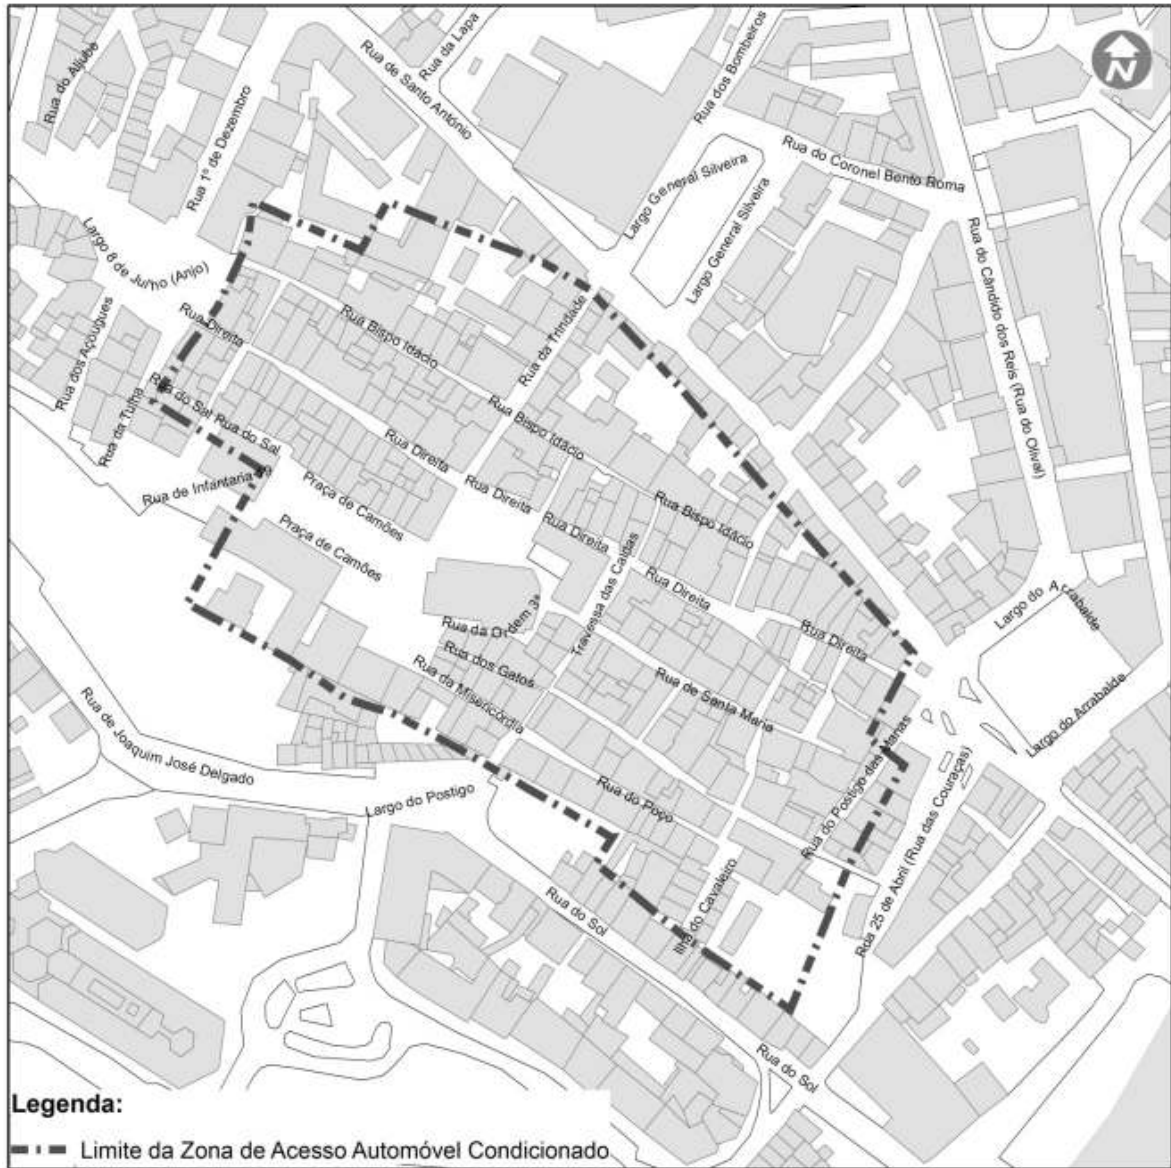 N
Rua do Aljube
Rua 1º de Dezembro
Rua de Santo António
Rua da Lapa
Rua dos Bombeiros
Largo General Silveira
Largo General Silveira
Rua do Coronel Bento Roma
Rua do Cândido dos Reis (Rua do Olival)
Largo 8 de Julho (Anjo)
Rua dos Açougues
Rua da Tulha
Rua Direita
Rua Bispo Idácio
Rua da Trindade
Rua do Sal
Rua do Sal
Rua de Infantaria
Praça de Camões
Praça de Camões
Rua Direita
Rua Direita
Rua Bispo Idácio
Rua Direita
Rua Bispo Idácio
Travessa das Caldas
Rua Direita
Rua Direita
Largo do Arrabalde
Largo do Arrabalde
Rua da Ordem 3ª
Rua dos Gatos
Rua da Misericórdia
Rua de Santa Maria
Rua do Postigo das Manas
Rua de Joaquim José Delgado
Largo do Postigo
Rua do Poço
Ilha do Cavaleiro
Rua 25 de Abril (Rua das Couraças)
Rua do Sol
Rua do Sol
Legenda:
Limite da Zona de Acesso Automóvel Condicionado